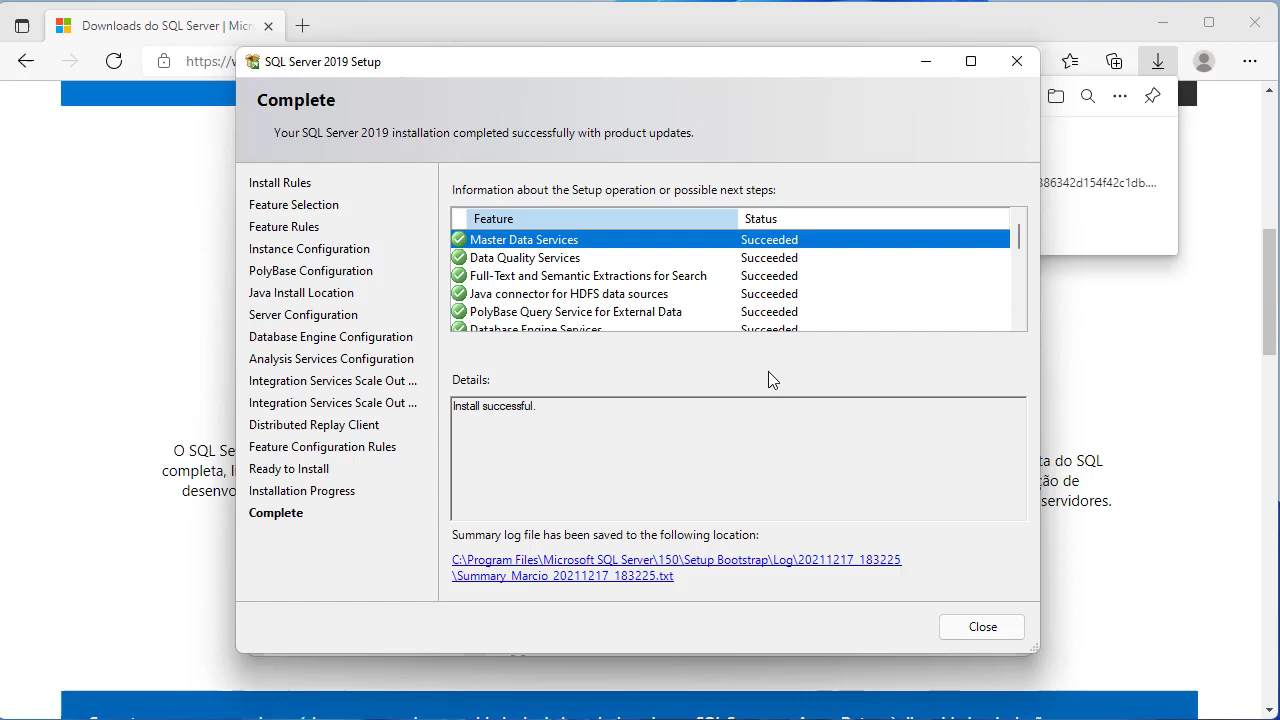 Downloads do SQL Server | Micr
https://w
SQL Server 2019 Setup
Complete
Your SQL Server 2019 installation completed successfully with product updates.
Install Rules
Feature Selection
Feature Rules
Instance Configuration
PolyBase Configuration
Java Install Location
Server Configuration
Database Engine Configuration
Analysis Services Configuration
Integration Services Scale Out ...
Integration Services Scale Out ...
Distributed Replay Client
Feature Configuration Rules
Ready to Install
Installation Progress
Complete
Information about the Setup operation or possible next steps:
Feature Status
Master Data Services Succeeded
Data Quality Services Succeeded
Full-Text and Semantic Extractions for Search Succeeded
Java connector for HDFS data sources Succeeded
PolyBase Query Service for External Data Succeeded
Database Engine Services Succeeded
Details:
Install successful.
Summary log file has been saved to the following location:
C:\Program Files\Microsoft SQL Server\150\Setup Bootstrap\Log\20211217_183225
\Summary_Marcio_20211217_183225.txt
Close
386342d154f42c1db....
O SQL Se
completa, l
desenvo
ta do SQL
ção de
servidores.